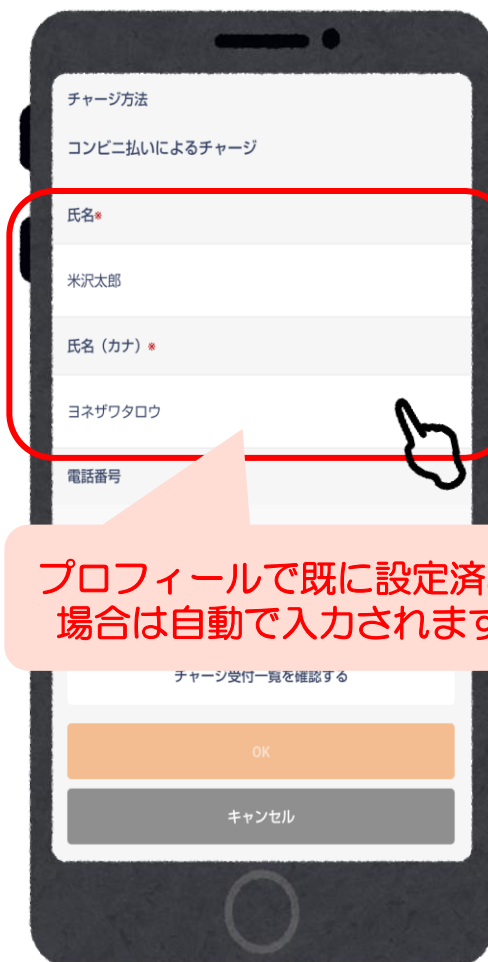 チャージ方法
コンビニ払いによるチャージ
氏名※
米沢太郎
氏名（カナ）※
ヨネザワタロウ
電話番号
プロフィールで既に設定済
場合は自動で入力されます
チャージ受付一覧を確認する
OK
キャンセル